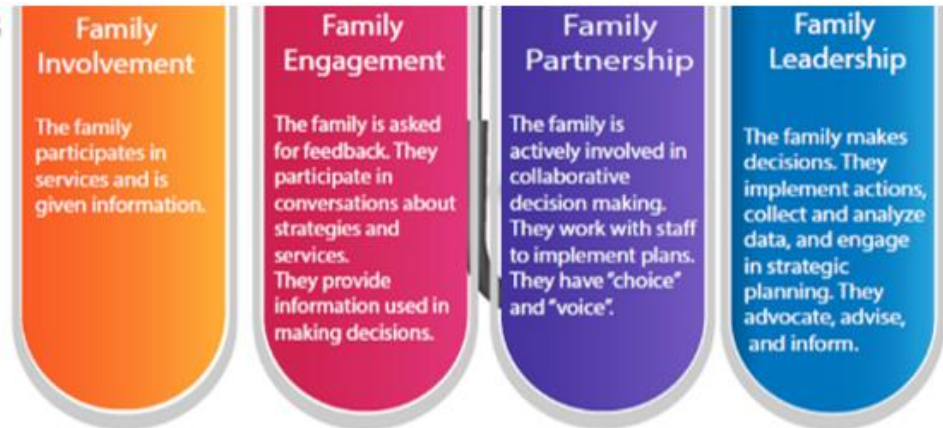 Family
Involvement
The family
participates in
services and is
given information.
Family
Engagement
The family is asked
for feedback. They
participate in
conversations about
strategies and
services.
They provide
information used in
making decisions.
Family
Partnership
The family is
actively involved in
collaborative
decision making.
They work with staff
to implement plans.
They have “choice”
and “voice”.
Family
Leadership
The family makes
decisions. They
implement actions,
collect and analyze
data, and engage
in strategic
planning. They
advocate, advise,
and inform.